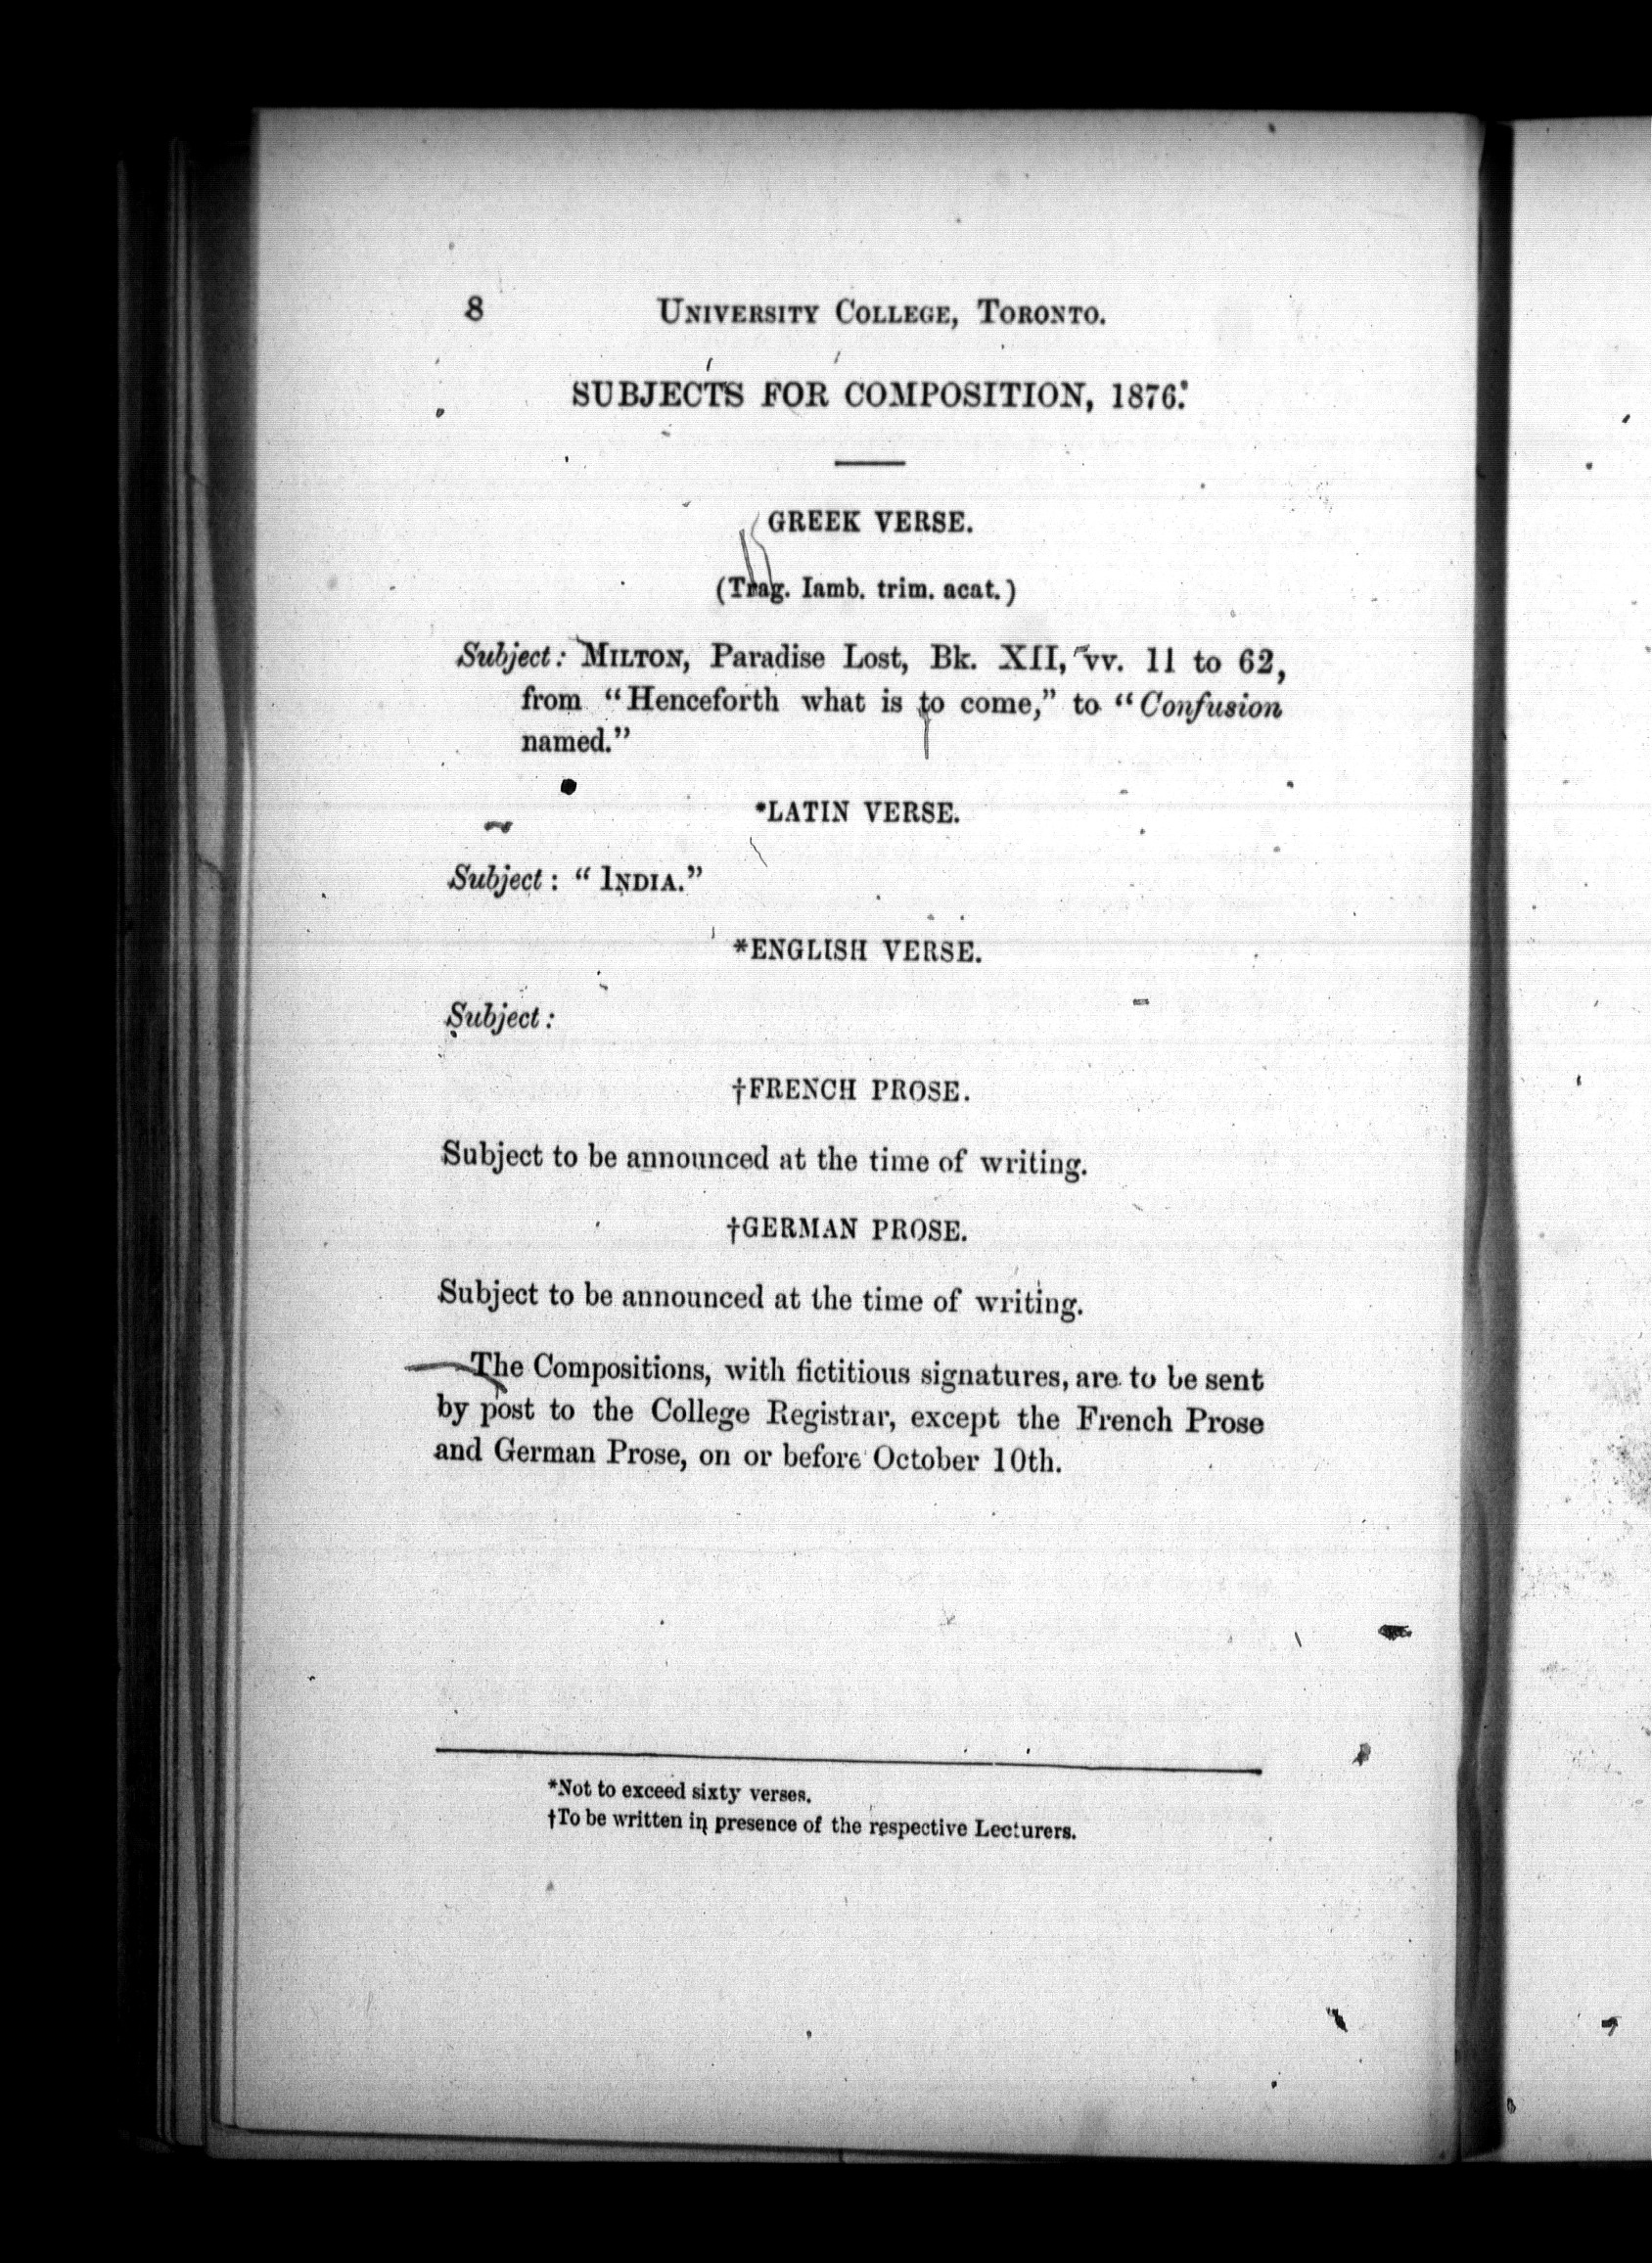 8 UNIVERSITY COLLEGE, TORONTO.
SUBJECTS FOR COMPOSITION, 1876.
GREEK VERSE.
(Trag. Iamb. trim. acat.)
Subject: MILTON, Paradise Lost, Bk. XII, vv. 11 to 62,
from "Henceforth what is to come," to "Confusion
named."
*LATIN VERSE.
Subject: "INDIA."
*ENGLISH VERSE.
Subject:
†FRENCH PROSE.
Subject to be announced at the time of writing.
†GERMAN PROSE.
Subject to be announced at the time of writing.
The Compositions, with fictitious signatures, are to be sent
by post to the College Registrar, except the French Prose
and German Prose, on or before October 10th.
*Not to exceed sixty verses.
†To be written in presence of the respective Lecturers.